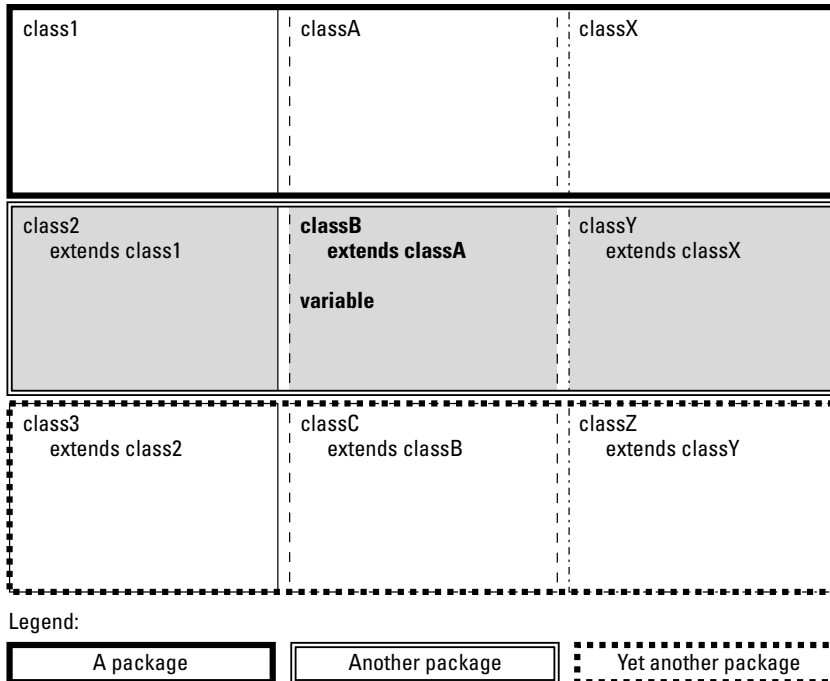 class1
classA
classX
class2
extends class1
classB
extends classA
variable
classY
extends classX
class3
extends class2
classC
extends classB
classZ
extends classY
Legend:
A package
Another package
Yet another package